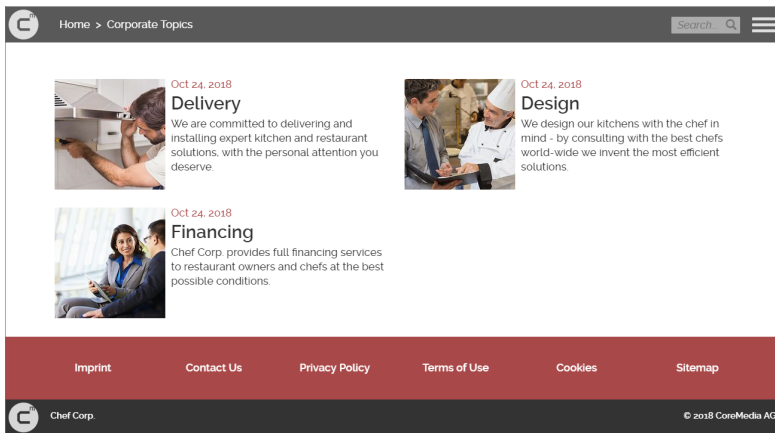 Cm
Home > Corporate Topics
Search...
Oct 24, 2018
Delivery
We are committed to delivering and
installing expert kitchen and restaurant
solutions, with the personal attention you
deserve.
Oct 24, 2018
Design
We design our kitchens with the chef in
mind - by consulting with the best chefs
world-wide we invent the most efficient
solutions.
Oct 24, 2018
Financing
Chef Corp. provides full financing services
to restaurant owners and chefs at the best
possible conditions.
Imprint Contact Us Privacy Policy Terms of Use Cookies Sitemap
Cm
Chef Corp.
© 2018 CoreMedia AG